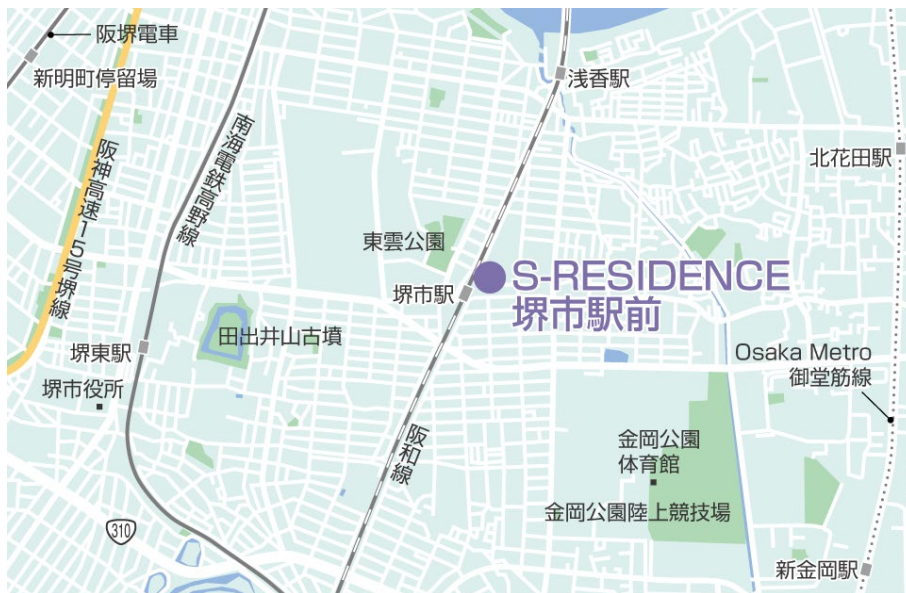 阪堺電車
新明町停留場
浅香駅
南海電鉄高野線
阪神高速15号堺線
北花田駅
東雲公園
S-RESIDENCE
堺市駅前
堺市駅
田出井山古墳
堺東駅
堺市役所
Osaka Metro
御堂筋線
阪和線
金岡公園
体育館
金岡公園陸上競技場
310
新金岡駅